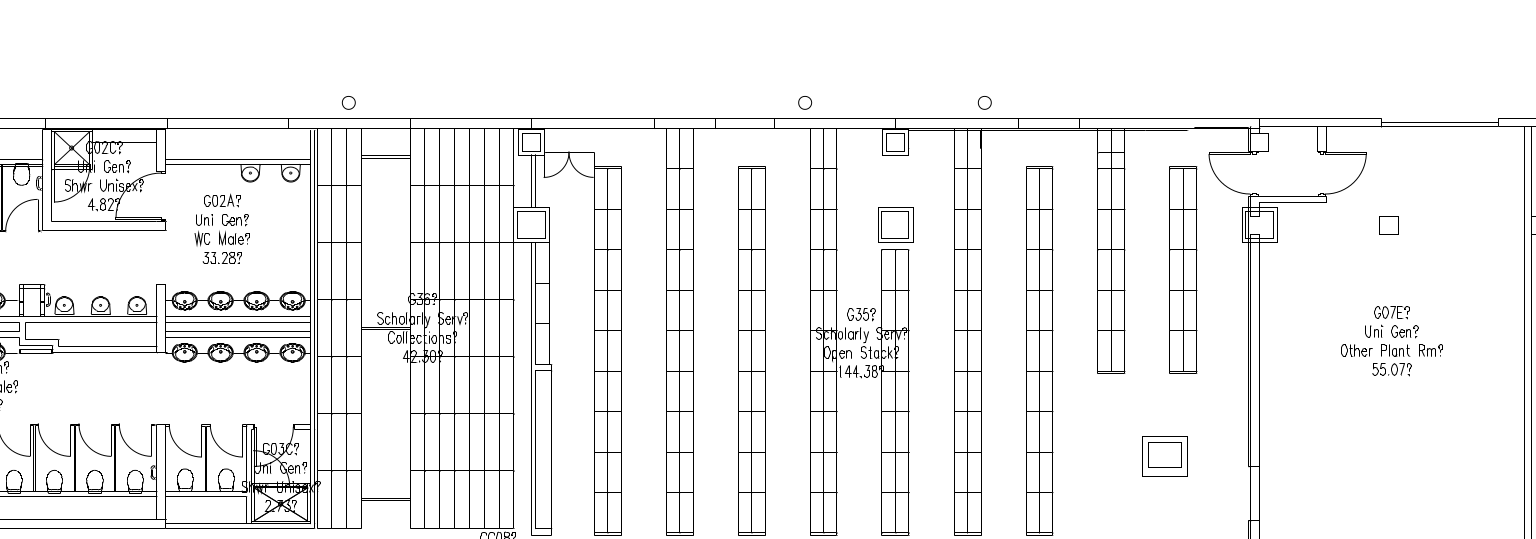 G02C?
Uni Gen?
Shwr Unisex?
4.82?
G02A?
Uni Gen?
WC Male?
33.28?
G36?
Scholarly Serv?
Collections?
42.30?
G35?
Scholarly Serv?
Open Stack?
144.38?
G07E?
Uni Gen?
Other Plant Rm?
55.07?
?
ale?
?
G03C?
Uni Gen?
Shwr Unisex?
2.73?